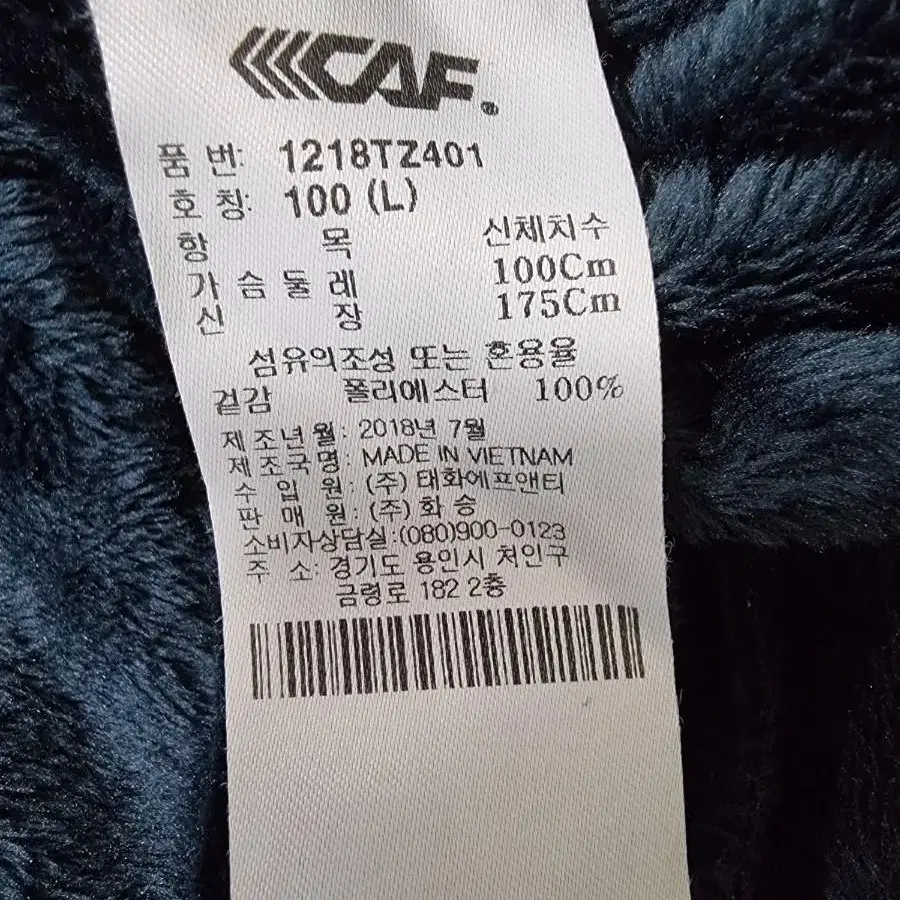 CAF
품 번: 1218TZ401
호 칭: 100 (L)
항 목 신체치수
가 슴 둘 레 100Cm
신 장 175Cm
섬유의조성 또는 혼용율
겉감 폴리에스터 100%
제 조년 월: 2018년 7월
제 조국 명: MADE IN VIETNAM
수 입 원: (주) 태화에프앤티
판 매 원: (주) 화 승
소비자상담실:(080)900-0123
주 소: 경기도 용인시 처인구
금령로 182 2층